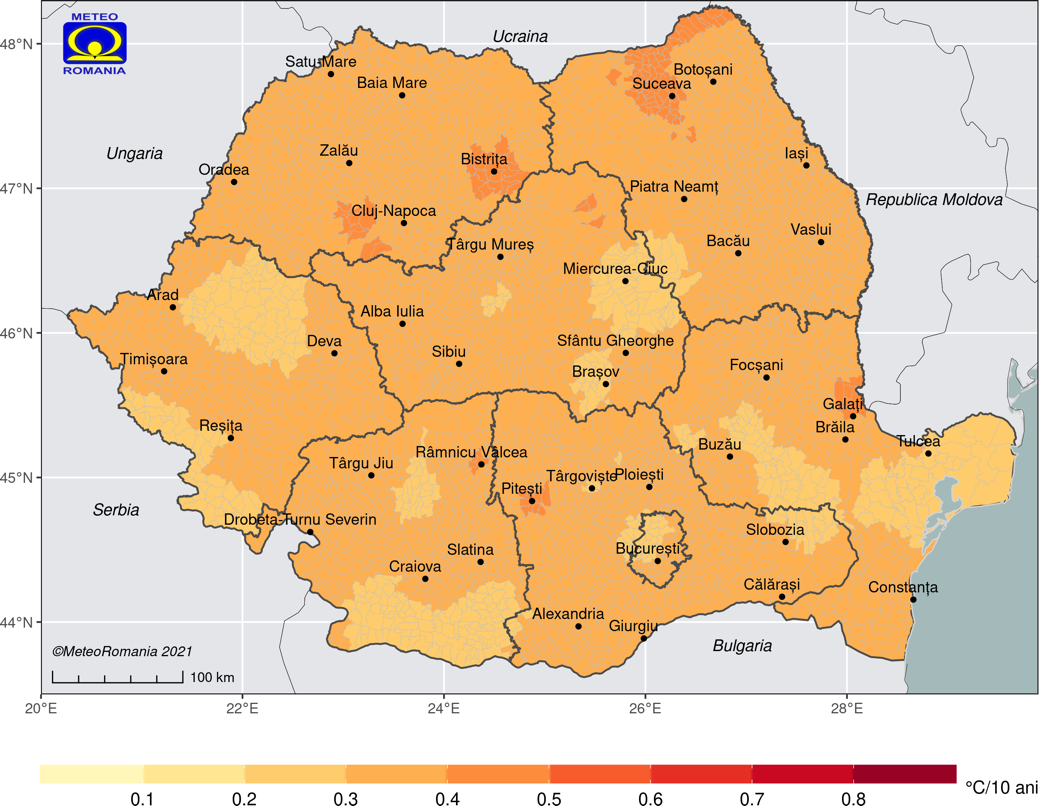 METEO
ROMANIA
48°N
47°N
46°N
45°N
44°N
Ucraina
Ungaria
Republica Moldova
Serbia
Bulgaria
Satu-Mare
Baia Mare
Botoșani
Suceava
Zalău
Bistrița
Iași
Oradea
Piatra Neamț
Cluj-Napoca
Vaslui
Bacău
Târgu Mureș
Miercurea-Ciuc
Arad
Alba Iulia
Deva
Sfântu Gheorghe
Sibiu
Timișoara
Focșani
Brașov
Galați
Reșița
Brăila
Tulcea
Râmnicu Vâlcea
Buzău
Târgu Jiu
Târgoviște
Ploiești
Pitești
Drobeta-Turnu Severin
Slobozia
Slatina
București
Craiova
Călărași
Constanța
Alexandria
Giurgiu
©MeteoRomania 2021
100 km
20°E 22°E 24°E 26°E 28°E
0.1 0.2 0.3 0.4 0.5 0.6 0.7 0.8
°C/10 ani